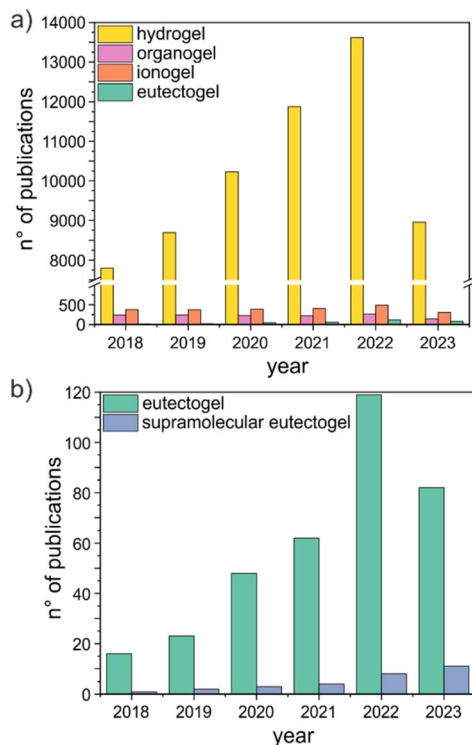 a)
14000
13000
12000
11000
10000
9000
8000
500
0
n° of publications
hydrogel
organogel
ionogel
eutectogel
2018 2019 2020 2021 2022 2023
year
b)
120
100
80
60
40
20
0
n° of publications
eutectogel
supramolecular eutectogel
2018 2019 2020 2021 2022 2023
year